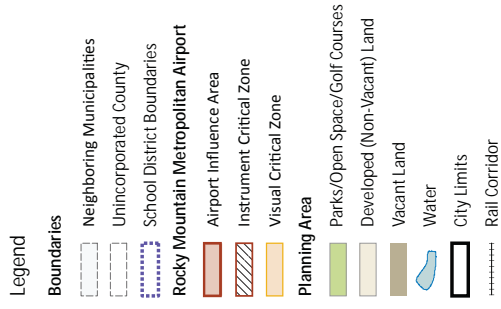 Legend
Boundaries
Neighboring Municipalities
Unincorporated County
School District Boundaries
Rocky Mountain Metropolitan Airport
Airport Influence Area
Instrument Critical Zone
Visual Critical Zone
Planning Area
Parks/Open Space/Golf Courses
Developed (Non-Vacant) Land
Vacant Land
Water
City Limits
Rail Corridor